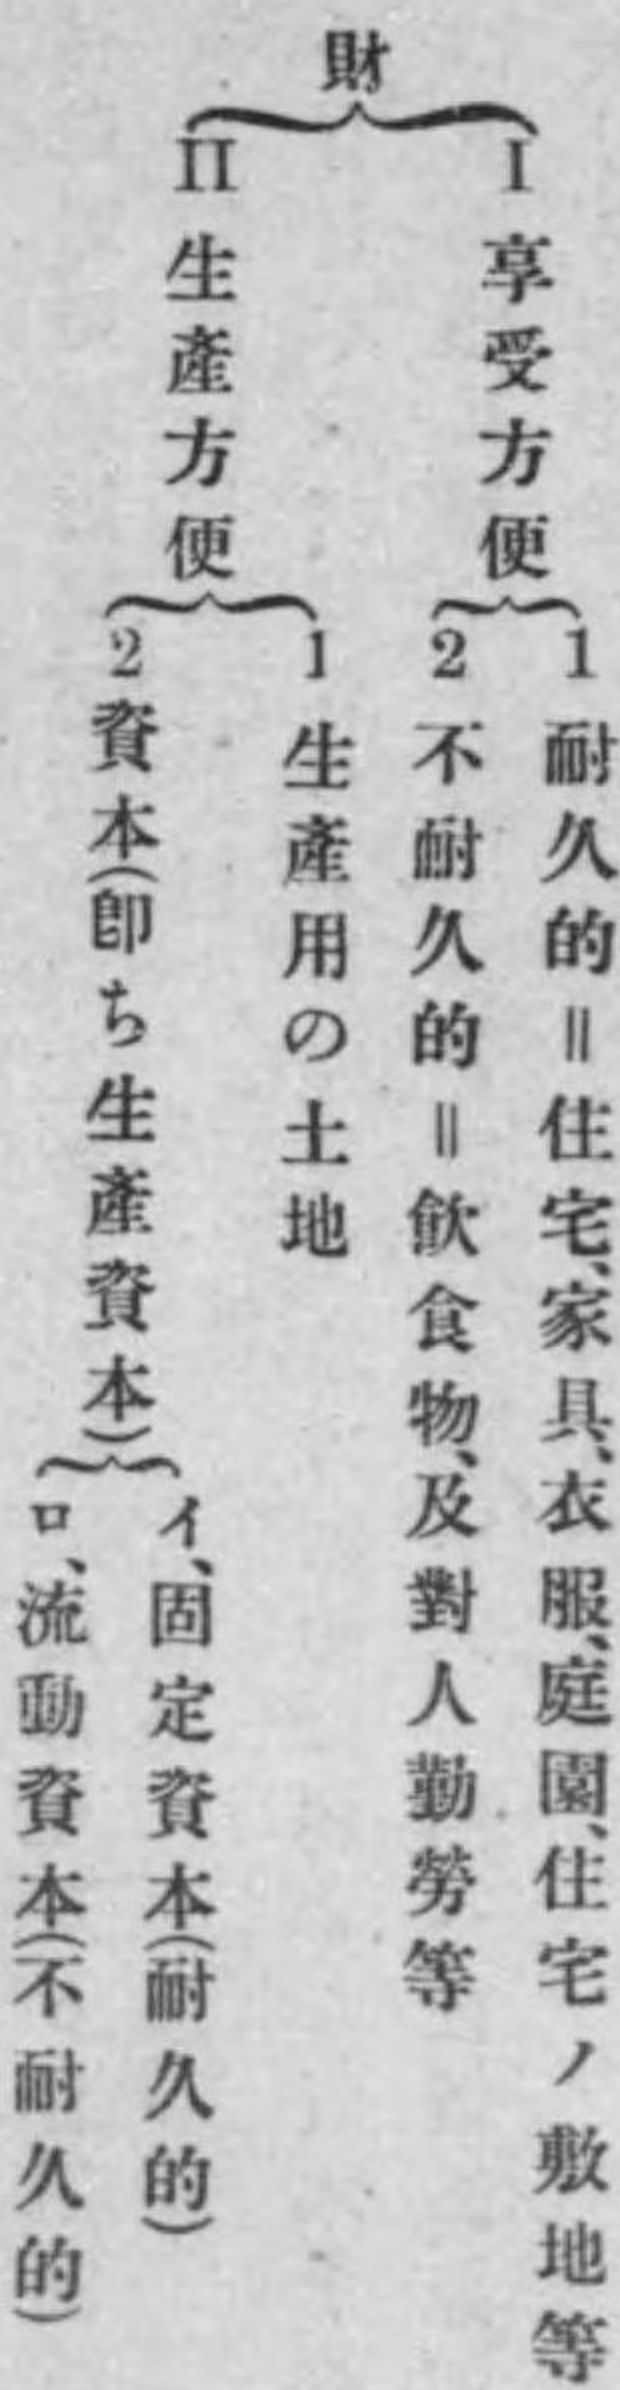 財
I 享受方便
1 耐久的＝住宅、家具、衣服、庭園、住宅ノ敷地等
2 不耐久的＝飮食物、及對人勤勞等
II 生產方便
1 生產用の土地
2 資本(卽ち生產資本)
イ、固定資本(耐久的)
ロ、流動資本(不耐久的)